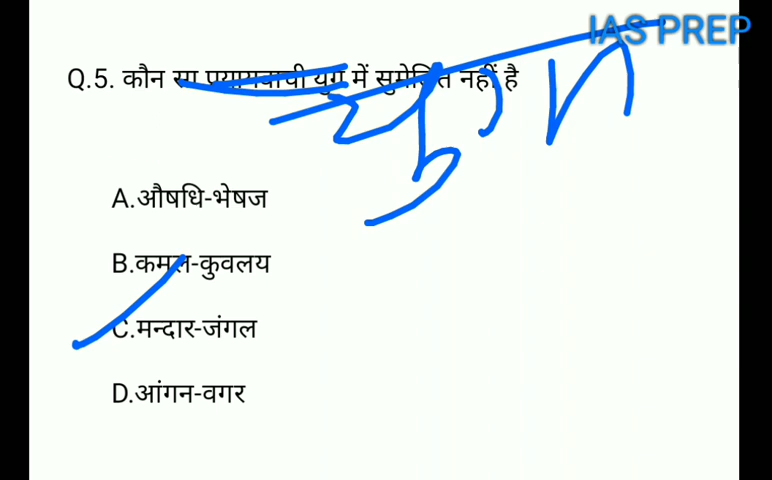 IAS PREP
Q.5. कौन सा पर्यायवाची युग में सुमेलित नहीं है
A.औषधि-भेषज
B.कमल-कुवलय
C.मन्दार-जंगल
D.आंगन-वगर